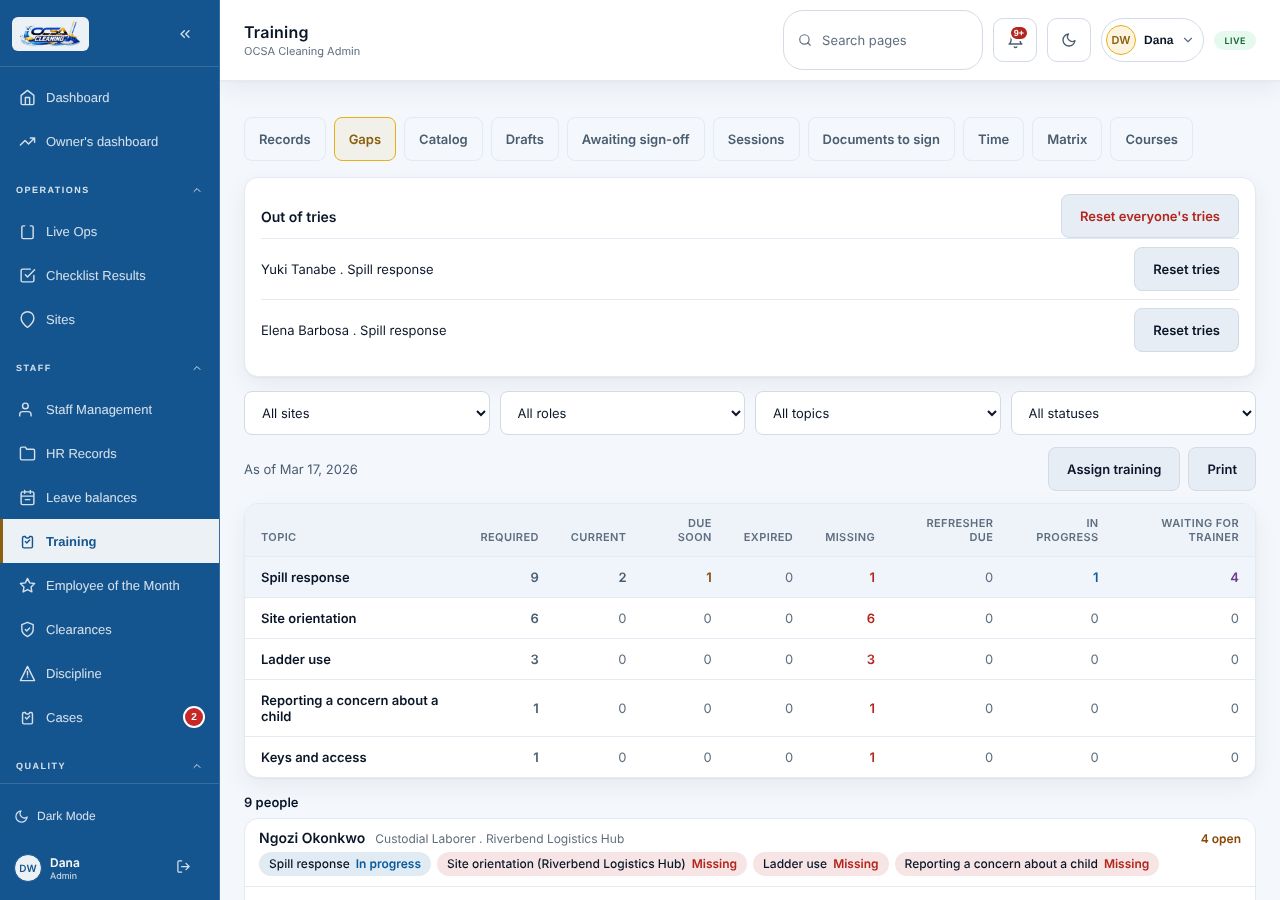 OCSA
CLEANING
Dashboard
Owner's dashboard
OPERATIONS
Live Ops
Checklist Results
Sites
STAFF
Staff Management
HR Records
Leave balances
Training
Employee of the Month
Clearances
Discipline
Cases 2
QUALITY
Dark Mode
DW Dana
Admin
Training
OCSA Cleaning Admin
Search pages
9+
DW Dana
LIVE
Records Gaps Catalog Drafts Awaiting sign-off Sessions Documents to sign Time Matrix Courses
Out of tries Reset everyone's tries
Yuki Tanabe . Spill response Reset tries
Elena Barbosa . Spill response Reset tries
All sites All roles All topics All statuses
As of Mar 17, 2026 Assign training Print
TOPIC REQUIRED CURRENT DUE SOON EXPIRED MISSING REFRESHER DUE IN PROGRESS WAITING FOR TRAINER
Spill response 9 2 1 0 1 0 1 4
Site orientation 6 0 0 0 6 0 0 0
Ladder use 3 0 0 0 3 0 0 0
Reporting a concern about a
child 1 0 0 0 1 0 0 0
Keys and access 1 0 0 0 1 0 0 0
9 people
Ngozi Okonkwo Custodial Laborer . Riverbend Logistics Hub 4 open
Spill response In progress Site orientation (Riverbend Logistics Hub) Missing Ladder use Missing Reporting a concern about a child Missing